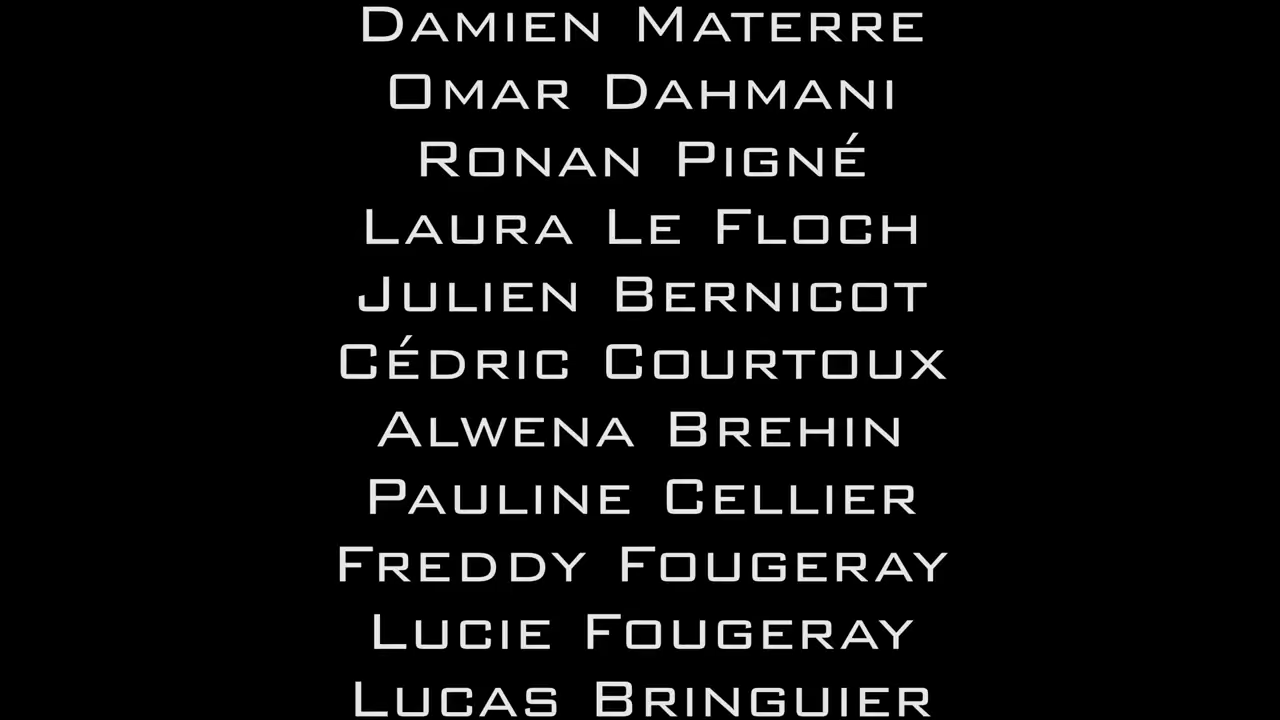 Damien Materre
Omar Dahmani
Ronan Pigné
Laura Le Floch
Julien Bernicot
Cédric Courtoux
Alwena Brehin
Pauline Cellier
Freddy Fougeray
Lucie Fougeray
Lucas Bringuier